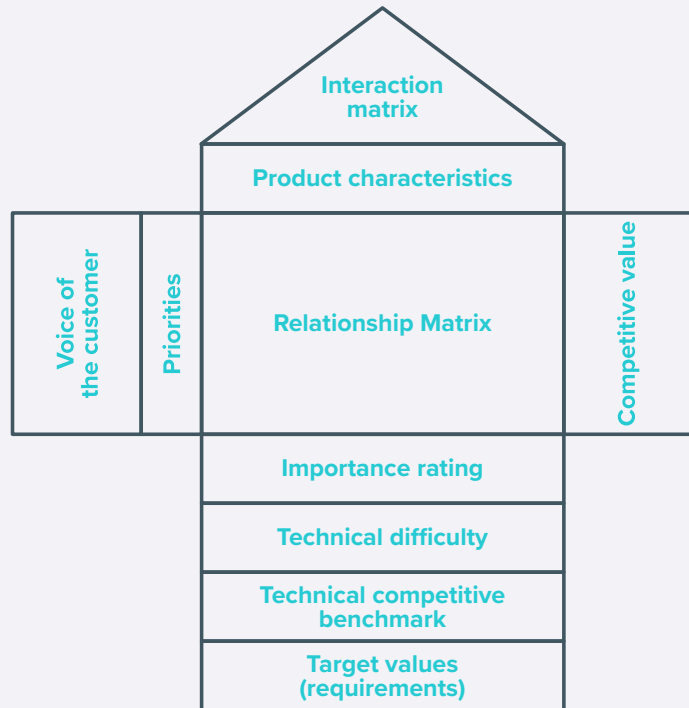 Interaction
matrix
Product characteristics
Voice of
the customer
Priorities
Relationship Matrix
Competitive value
Importance rating
Technical difficulty
Technical competitive
benchmark
Target values
(requirements)